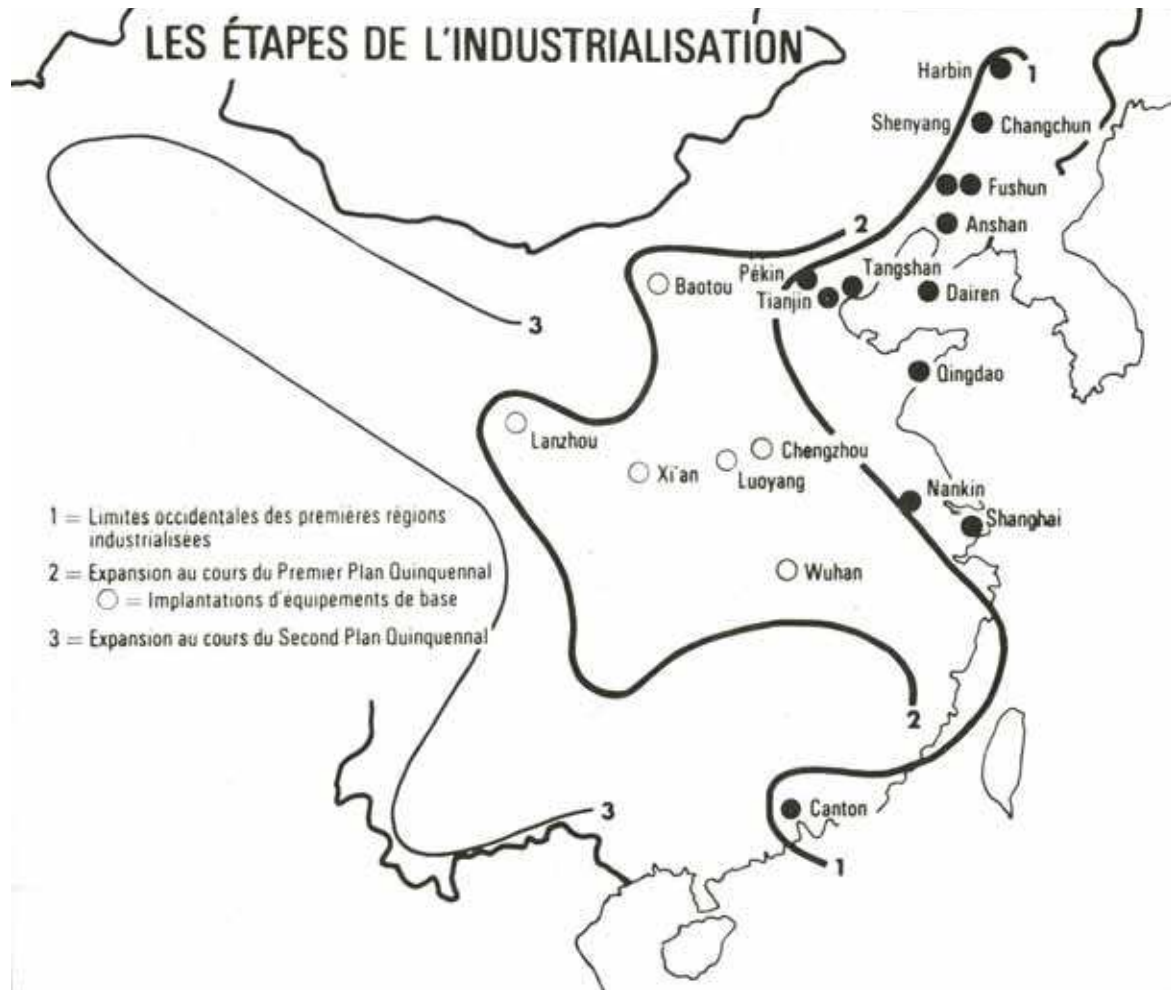 LES ÉTAPES DE L'INDUSTRIALISATION
Harbin
1
Shenyang
Changchun
Fushun
Anshan
2
Pékin
Tangshan
Baotou
Tianjin
Dairen
3
Qingdao
Lanzhou
Chengzhou
Xi'an
Luoyang
Nankin
Shanghai
1 = Limites occidentales des premières régions
industrialisées
2 = Expansion au cours du Premier Plan Quinquennal
= Implantations d'équipements de base
3 = Expansion au cours du Second Plan Quinquennal
Wuhan
2
3
Canton
1